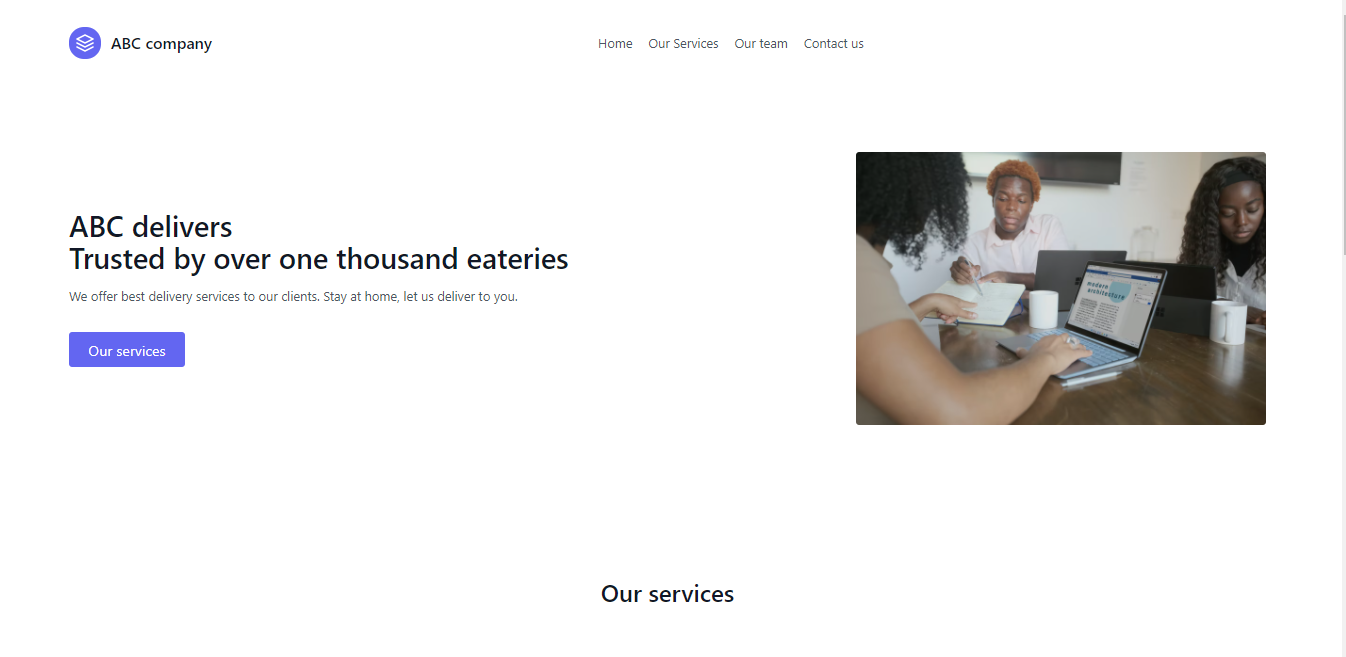 ABC company
Home Our Services Our team Contact us
ABC delivers
Trusted by over one thousand eateries
We offer best delivery services to our clients. Stay at home, let us deliver to you.
Our services
modern
architecture
Our services